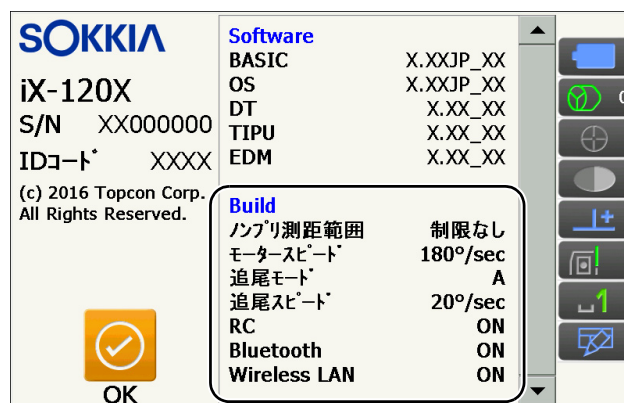 SOKKIA
iX-120X
S/N XX000000
IDコード XXXX
(c) 2016 Topcon Corp.
All Rights Reserved.
OK
Software
BASIC X.XXJP_XX
OS X.XXJP_XX
DT X.XX_XX
TIPU X.XX_XX
EDM X.XX_XX
Build
ノンプリ測距範囲 制限なし
モータースピード 180°/sec
追尾モード A
追尾スピード 20°/sec
RC ON
Bluetooth ON
Wireless LAN ON
1